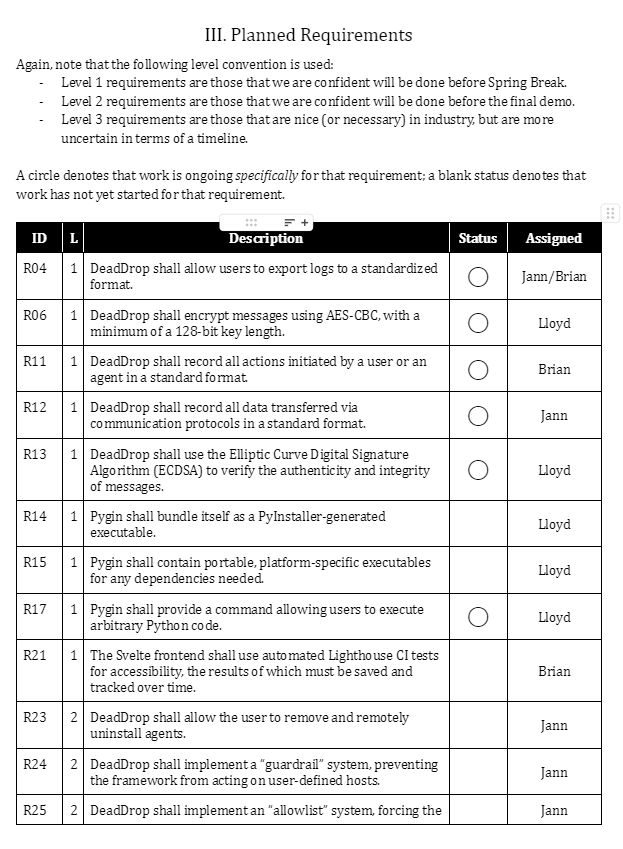 III. Planned Requirements
Again, note that the following level convention is used:
- Level 1 requirements are those that we are confident will be done before Spring Break.
- Level 2 requirements are those that we are confident will be done before the final demo.
- Level 3 requirements are those that are nice (or necessary) in industry, but are more
uncertain in terms of a timeline.
A circle denotes that work is ongoing specifically for that requirement; a blank status denotes that
work has not yet started for that requirement.
ID L Description Status Assigned
R04 1 DeadDrop shall allow users to export logs to a standardized
format.
Jann/Brian
R06 1 DeadDrop shall encrypt messages using AES-CBC, with a
minimum of a 128-bit key length.
Lloyd
R11 1 DeadDrop shall record all actions initiated by a user or an
agent in a standard format.
Brian
R12 1 DeadDrop shall record all data transferred via
communication protocols in a standard format.
Jann
R13 1 DeadDrop shall use the Elliptic Curve Digital Signature
Algorithm (ECDSA) to verify the authenticity and integrity
of messages.
Lloyd
R14 1 Pygin shall bundle itself as a PyInstaller-generated
executable.
Lloyd
R15 1 Pygin shall contain portable, platform-specific executables
for any dependencies needed.
Lloyd
R17 1 Pygin shall provide a command allowing users to execute
arbitrary Python code.
Lloyd
R21 1 The Svelte frontend shall use automated Lighthouse CI tests
for accessibility, the results of which must be saved and
tracked over time.
Brian
R23 2 DeadDrop shall allow the user to remove and remotely
uninstall agents.
Jann
R24 2 DeadDrop shall implement a "guardrail" system, preventing
the framework from acting on user-defined hosts.
Jann
R25 2 DeadDrop shall implement an "allowlist" system, forcing the
Jann